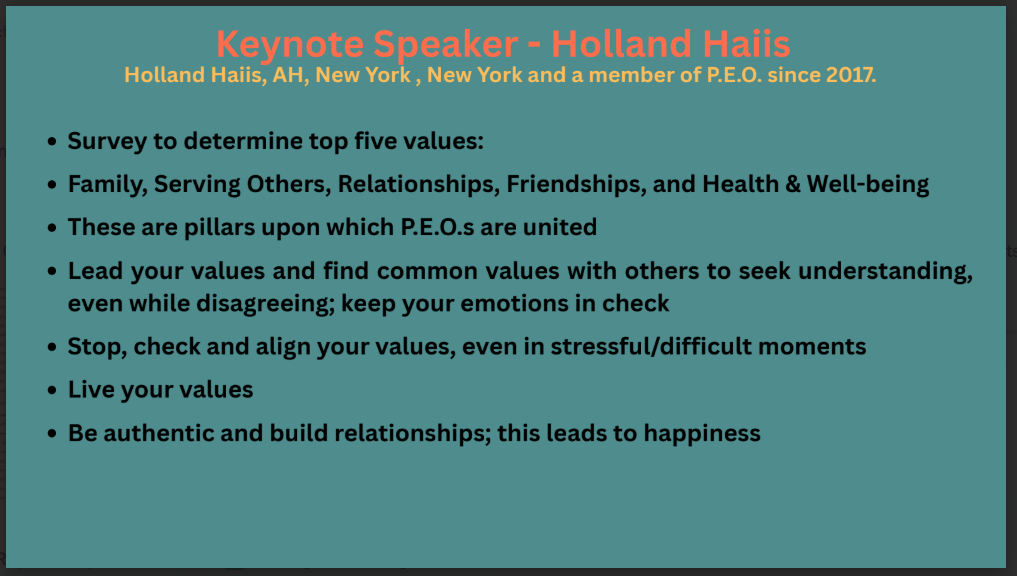 Keynote Speaker - Holland Haiis
Holland Haiis, AH, New York , New York and a member of P.E.O. since 2017.
• Survey to determine top five values:
• Family, Serving Others, Relationships, Friendships, and Health & Well-being
• These are pillars upon which P.E.O.s are united
• Lead your values and find common values with others to seek understanding,
even while disagreeing; keep your emotions in check
• Stop, check and align your values, even in stressful/difficult moments
• Live your values
• Be authentic and build relationships; this leads to happiness